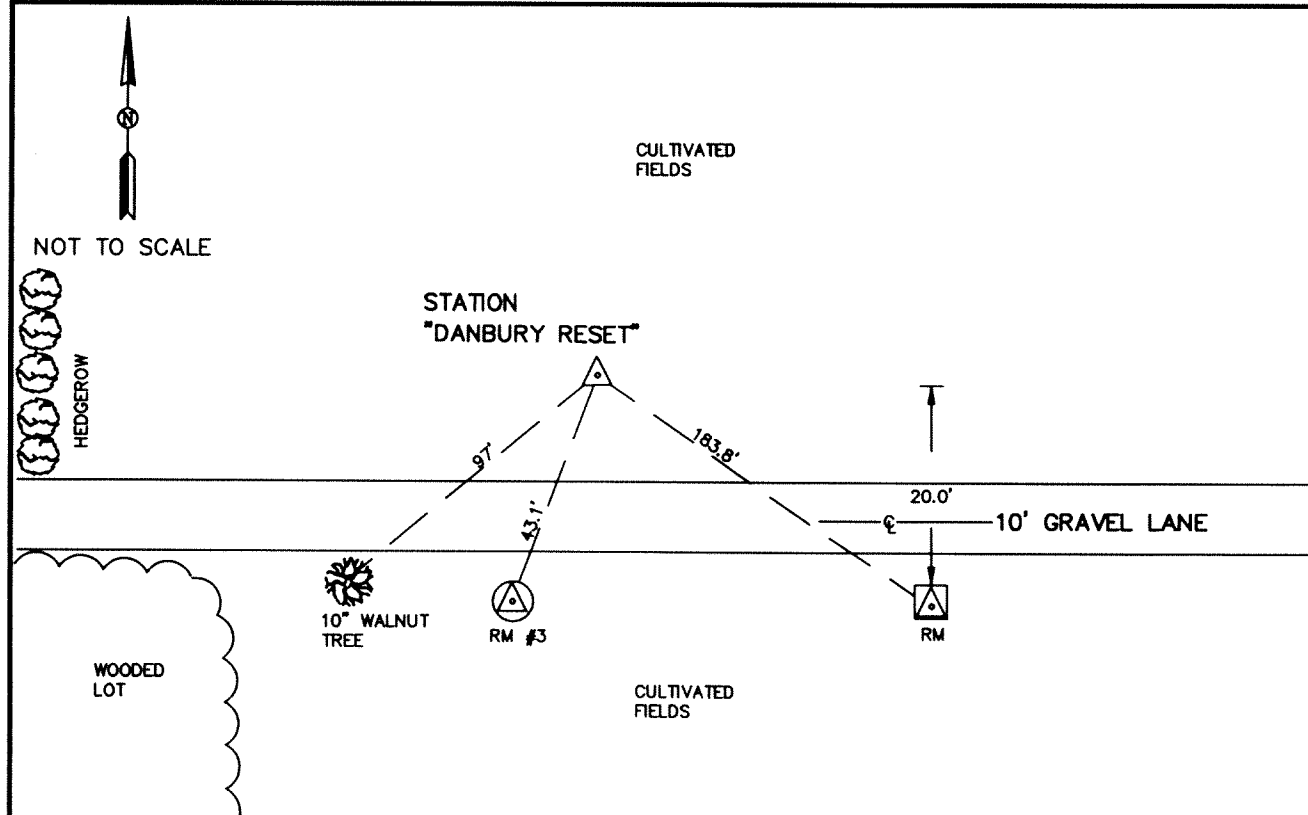 N
CULTIVATED
FIELDS
NOT TO SCALE
STATION
"DANBURY RESET"
HEDGEROW
97'
43.1'
183.8'
20.0'
℄
10' GRAVEL LANE
10" WALNUT
TREE
RM #3
RM
WOODED
LOT
CULTIVATED
FIELDS